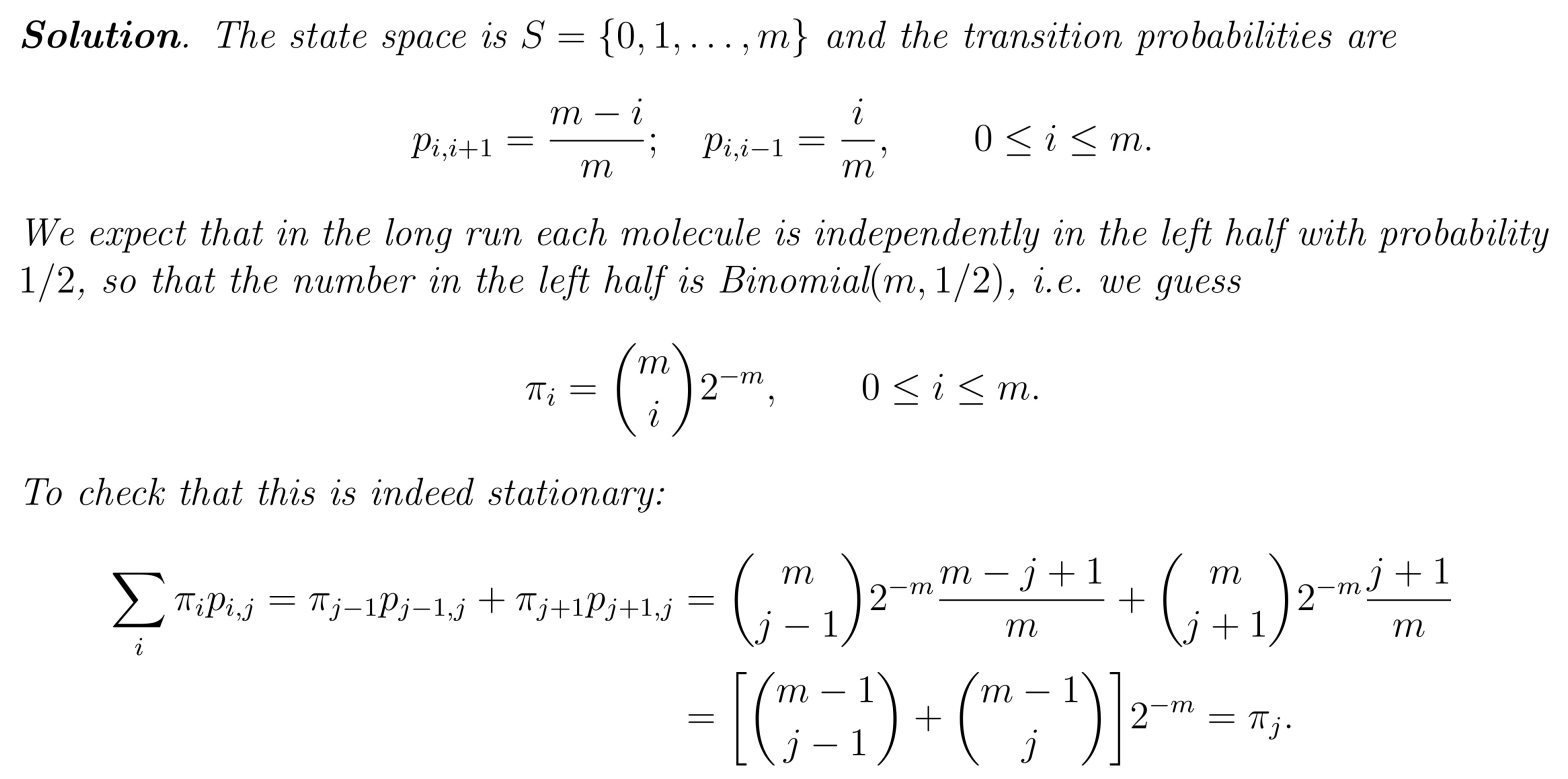 Solution. The state space is $S = \{0, 1, \ldots, m\}$ and the transition probabilities are
$p_{i,i+1} = \frac{m-i}{m}; \quad p_{i,i-1} = \frac{i}{m}, \qquad 0 \leq i \leq m.$
We expect that in the long run each molecule is independently in the left half with probability
1/2, so that the number in the left half is Binomial$(m, 1/2)$, i.e. we guess
$\pi_i = \binom{m}{i} 2^{-m}, \qquad 0 \leq i \leq m.$
To check that this is indeed stationary:
$\sum_i \pi_i p_{i,j} = \pi_{j-1} p_{j-1,j} + \pi_{j+1} p_{j+1,j} = \binom{m}{j-1} 2^{-m} \frac{m-j+1}{m} + \binom{m}{j+1} 2^{-m} \frac{j+1}{m}$
$= \left[ \binom{m-1}{j-1} + \binom{m-1}{j} \right] 2^{-m} = \pi_j.$